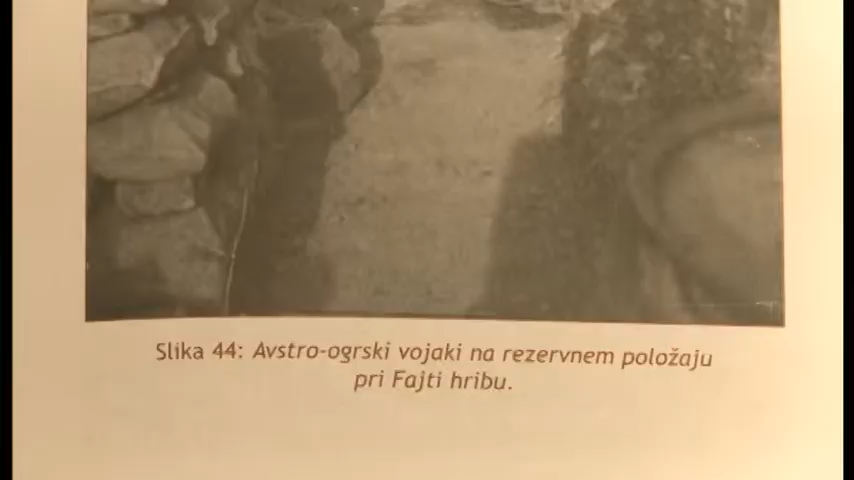 Slika 44: Avstro-ogrski vojaki na rezervnem položaju
pri Fajti hribu.